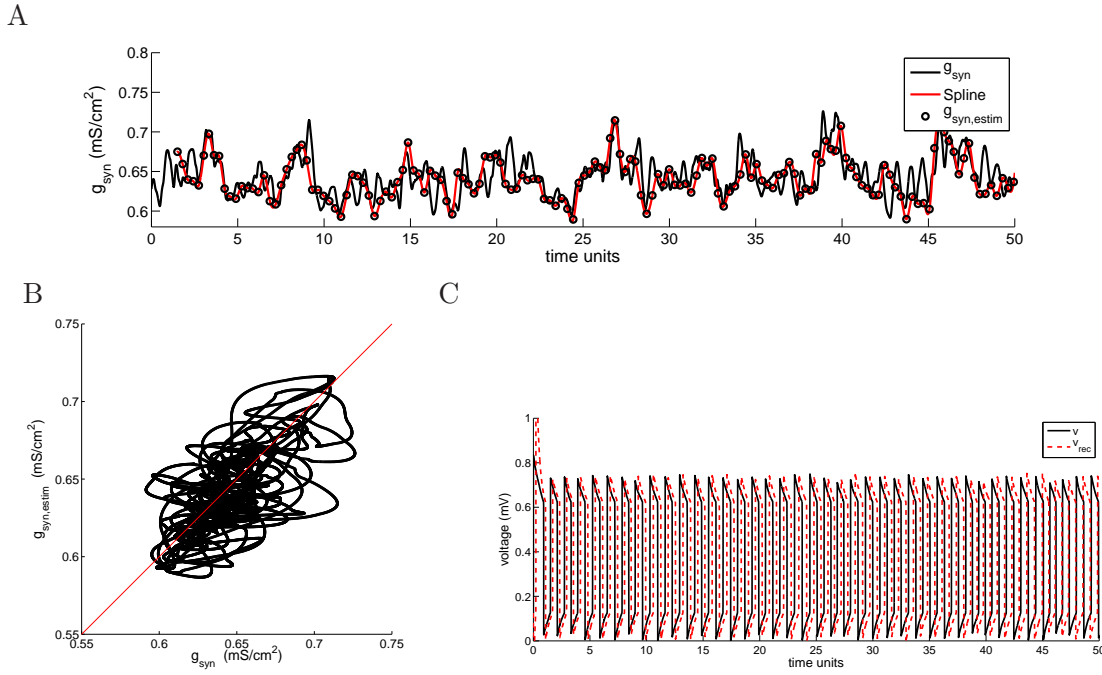 A
g_syn (mS/cm²)
0.8
0.75
0.7
0.65
0.6
0 5 10 15 20 25 30 35 40 45 50
time units
g_syn
Spline
g_syn,estim
B
g_syn,estim (mS/cm²)
0.75
0.7
0.65
0.6
0.55
0.55 0.6 0.65 0.7 0.75
g_syn (mS/cm²)
C
voltage (mV)
1
0.8
0.6
0.4
0.2
0
0 5 10 15 20 25 30 35 40 45 50
time units
v
v_rec